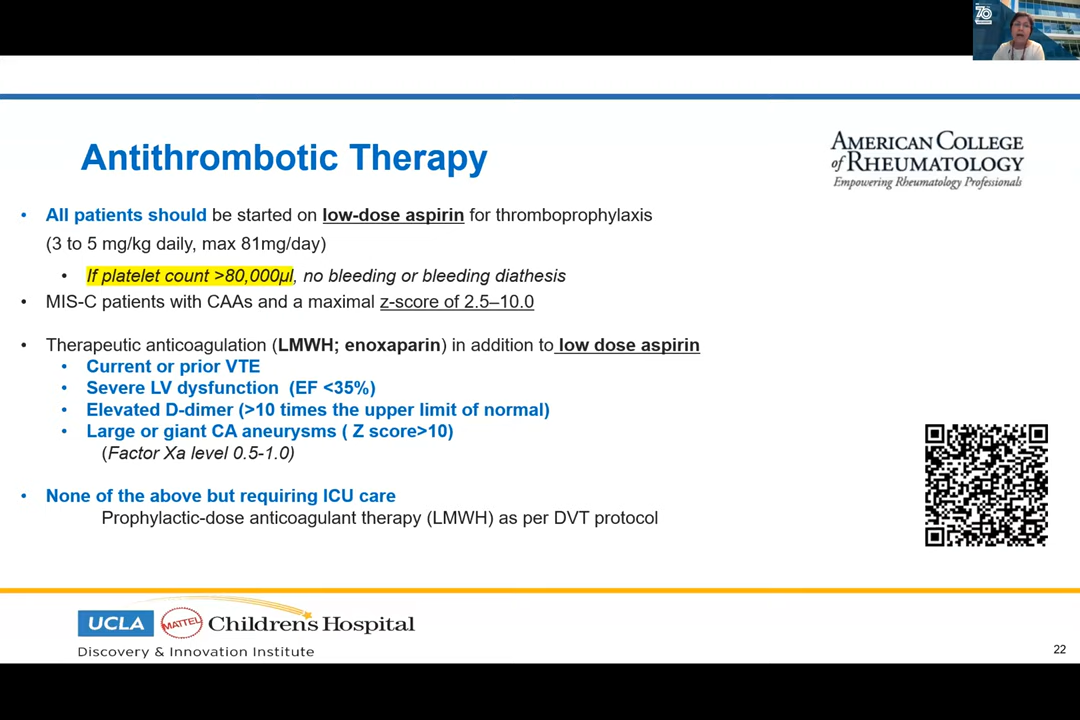 70
Antithrombotic Therapy
AMERICAN COLLEGE
of RHEUMATOLOGY
Empowering Rheumatology Professionals
• All patients should be started on low-dose aspirin for thromboprophylaxis
(3 to 5 mg/kg daily, max 81mg/day)
• If platelet count >80,000µl, no bleeding or bleeding diathesis
• MIS-C patients with CAAs and a maximal z-score of 2.5–10.0
• Therapeutic anticoagulation (LMWH; enoxaparin) in addition to low dose aspirin
• Current or prior VTE
• Severe LV dysfunction (EF <35%)
• Elevated D-dimer (>10 times the upper limit of normal)
• Large or giant CA aneurysms ( Z score>10)
(Factor Xa level 0.5-1.0)
• None of the above but requiring ICU care
Prophylactic-dose anticoagulant therapy (LMWH) as per DVT protocol
UCLA MATTEL Children's Hospital
Discovery & Innovation Institute
22